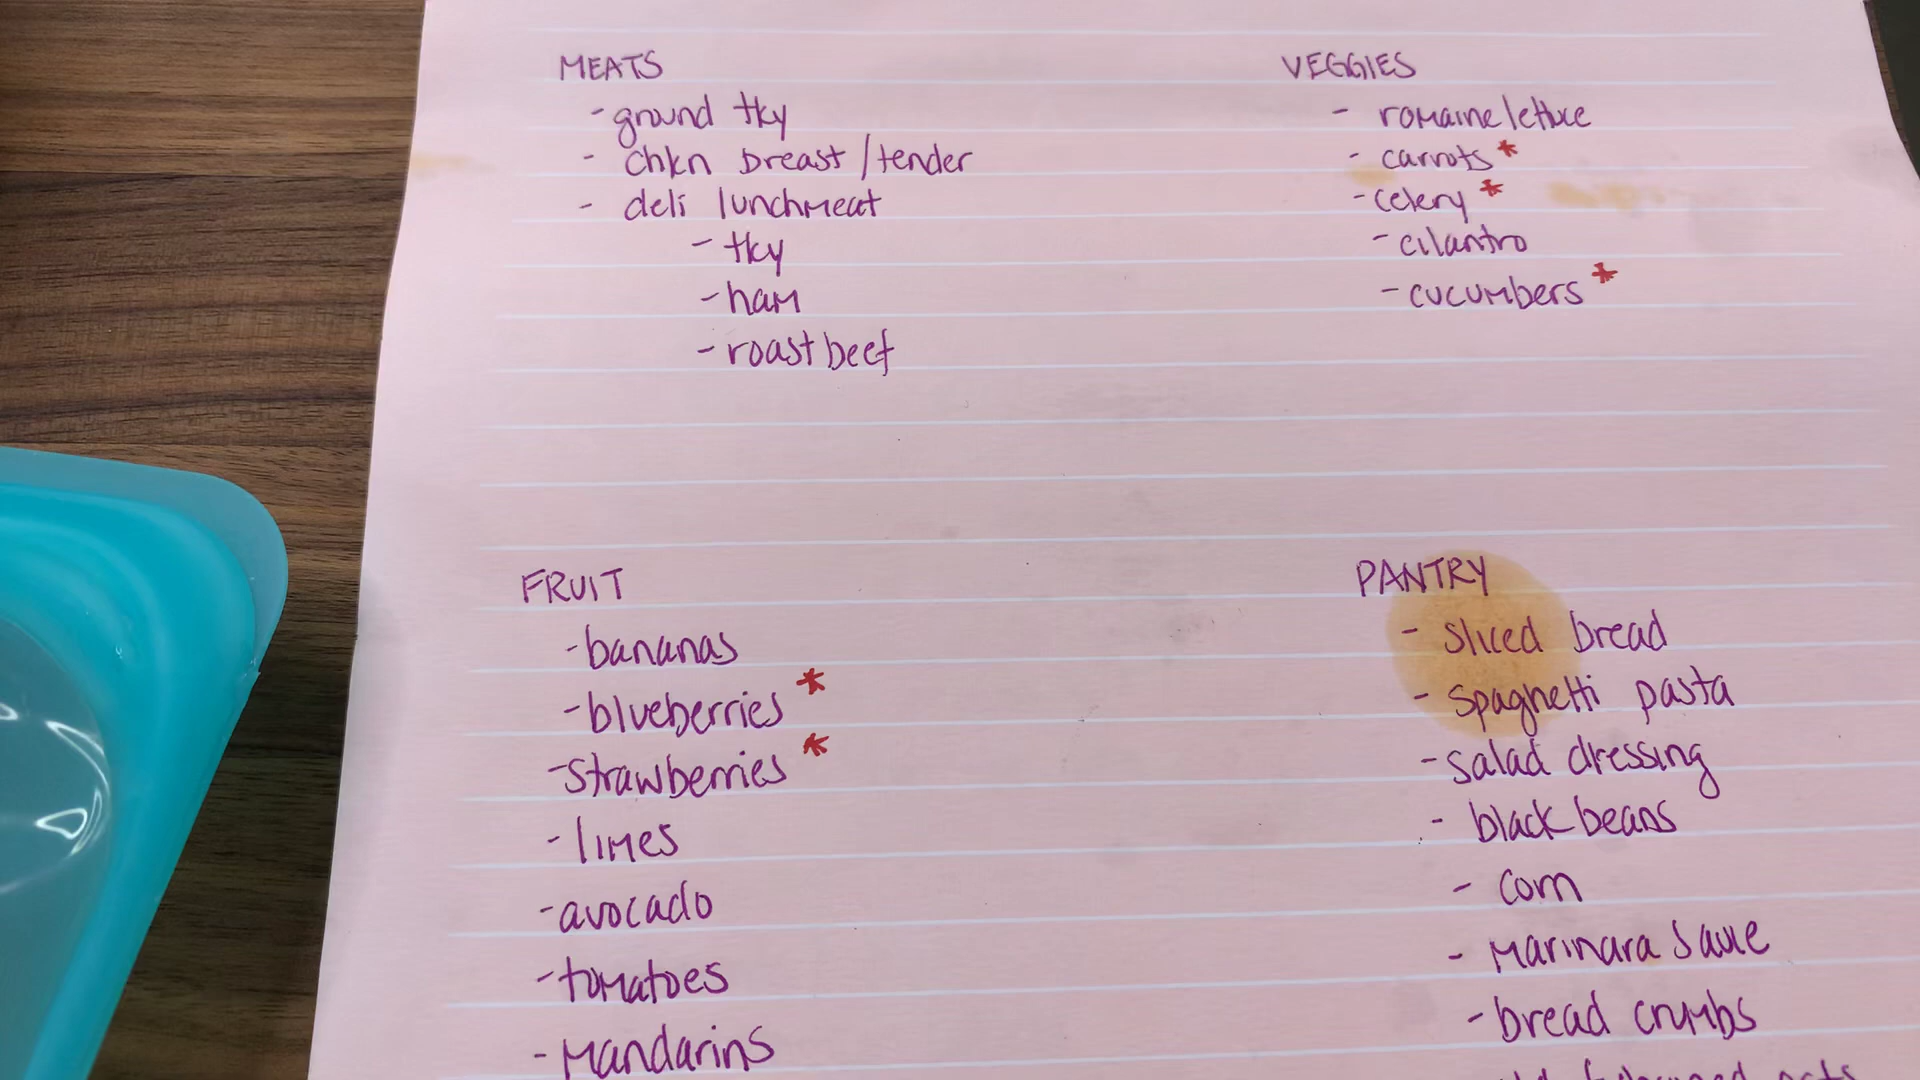 MEATS
- ground tky
- chkn breast / tender
- deli lunchmeat
- tky
- ham
- roast beef
VEGGIES
- romaine lettuce
- carrots *
- celery *
- cilantro
- cucumbers *
FRUIT
- bananas
- blueberries *
- strawberries *
- limes
- avocado
- tomatoes
- mandarins
PANTRY
- sliced bread
- spaghetti pasta
- salad dressing
- black beans
- corn
- marinara sauce
- bread crumbs